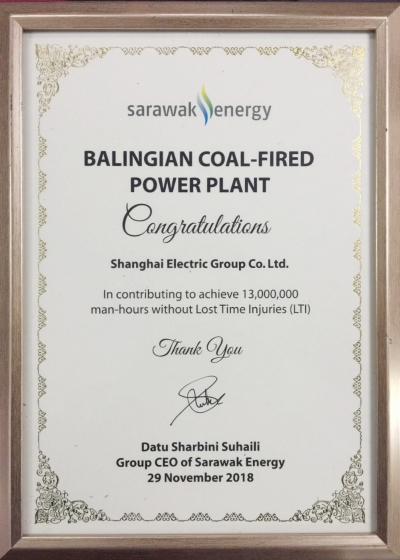 sarawak energy
BALINGIAN COAL-FIRED
POWER PLANT
Congratulations
Shanghai Electric Group Co. Ltd.
In contributing to achieve 13,000,000
man-hours without Lost Time Injuries (LTI)
Thank You
Datu Sharbini Suhaili
Group CEO of Sarawak Energy
29 November 2018